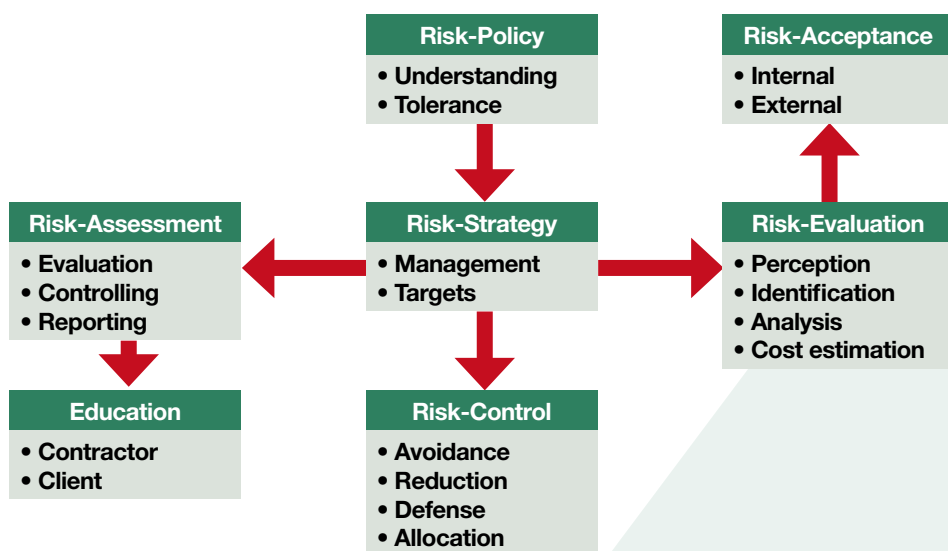 Risk-Policy
• Understanding
• Tolerance
Risk-Acceptance
• Internal
• External
Risk-Assessment
• Evaluation
• Controlling
• Reporting
Risk-Strategy
• Management
• Targets
Risk-Evaluation
• Perception
• Identification
• Analysis
• Cost estimation
Education
• Contractor
• Client
Risk-Control
• Avoidance
• Reduction
• Defense
• Allocation